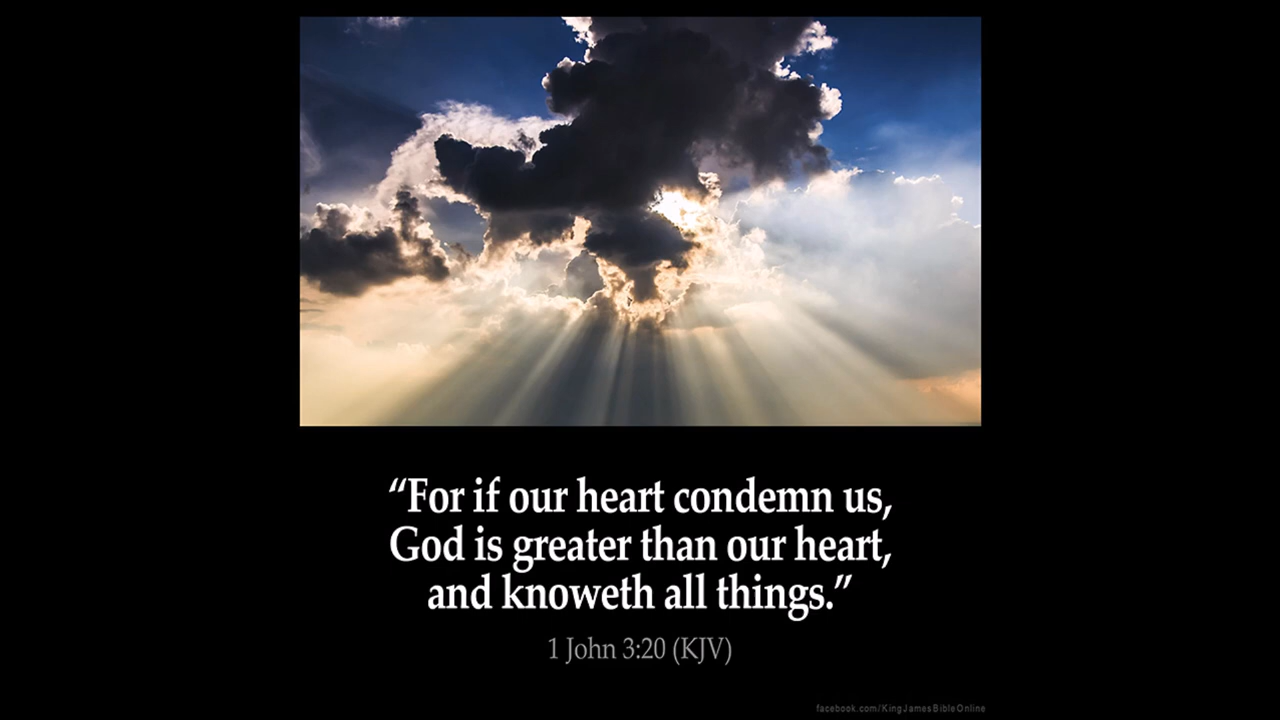 “For if our heart condemn us,
God is greater than our heart,
and knoweth all things.”
1 John 3:20 (KJV)
facebook.com/KingJamesBibleOnline